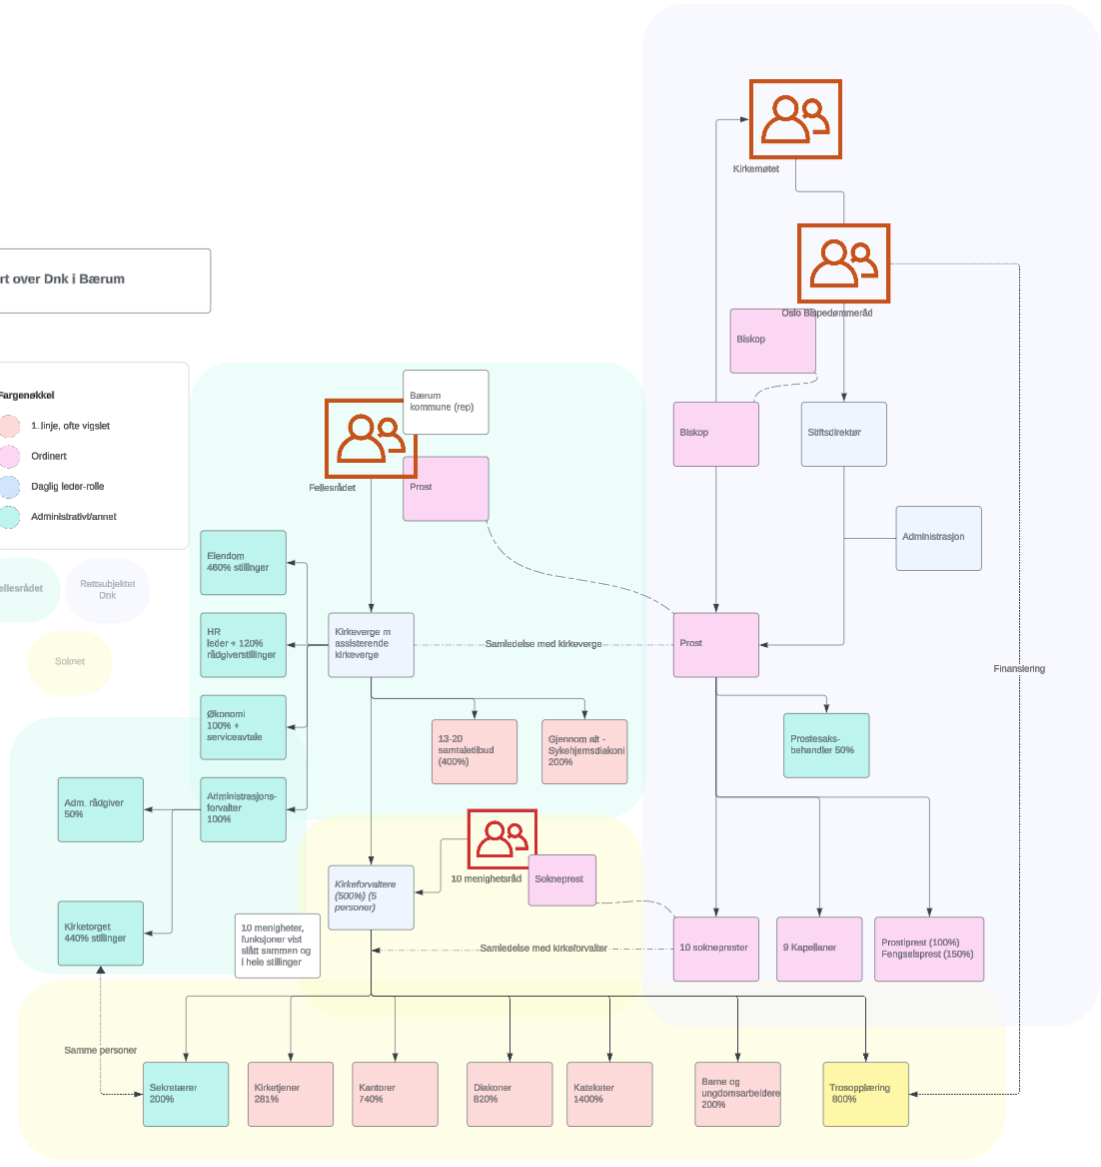 Kirkemøtet
rt over Dnk i Bærum
Oslo Bispedømmeråd
Biskop
Fargenøkkel
1. linje, ofte vigslet
Ordinert
Daglig leder-rolle
Administrativt/annet
ellesrådet
Rettsubjektet
Dnk
Soknet
Bærum
kommune (rep)
Fellesrådet
Prost
Biskop
Stiftsdirektør
Administrasjon
Eiendom
460% stillinger
HR
leder + 120%
rådgiverstillinger
Kirkeverge m
assisterende
kirkeverge
Samledelse med kirkeverge
Prost
Finansiering
Økonomi
100% +
serviceavtale
13-20
samtaletilbud
(400%)
Gjennom alt -
Sykehjemsdiakoni
200%
Prostesaks-
behandler 50%
Adm. rådgiver
50%
Administrasjons-
forvalter
100%
10 menighetsråd
Sokneprest
Kirkeforvaltere
(500%) (5
personer)
Kirketorget
440% stillinger
10 menigheter,
funksjoner vist
slått sammen og
i hele stillinger
Samledelse med kirkeforvalter
10 sokneprester
9 Kapellaner
Prostiprest (100%)
Fengselsprest (150%)
Samme personer
Sekretærer
200%
Kirketjener
281%
Kantorer
740%
Diakoner
820%
Kateketer
1400%
Barne og
ungdomsarbeidere
200%
Trosopplæring
800%